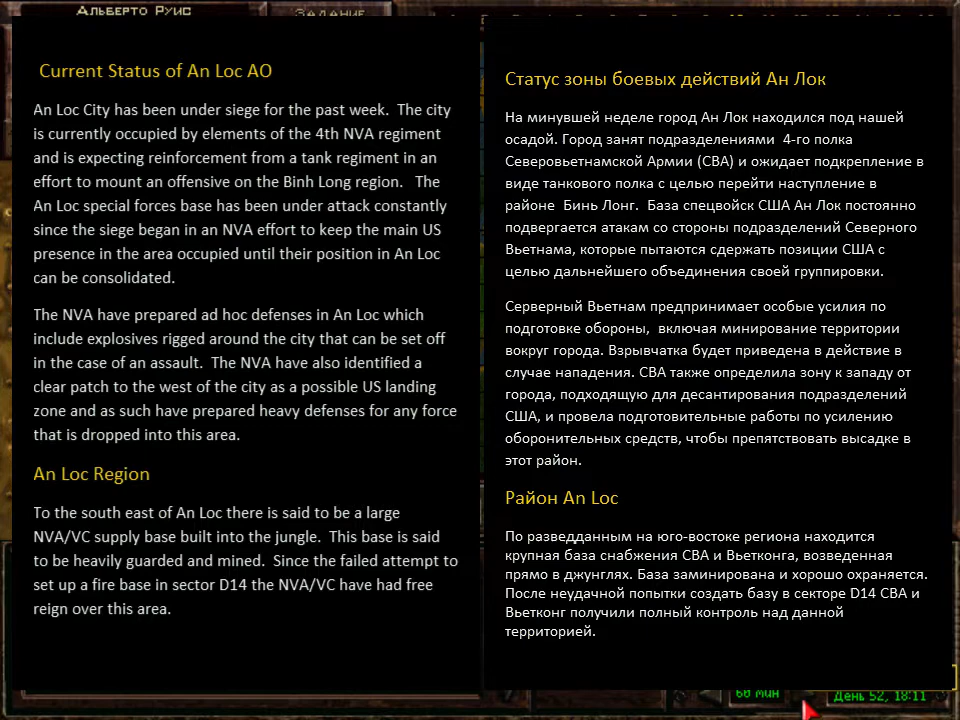 Альберто Руис
Задание
Current Status of An Loc AO
An Loc City has been under siege for the past week. The city
is currently occupied by elements of the 4th NVA regiment
and is expecting reinforcement from a tank regiment in an
effort to mount an offensive on the Binh Long region. The
An Loc special forces base has been under attack constantly
since the siege began in an NVA effort to keep the main US
presence in the area occupied until their position in An Loc
can be consolidated.
The NVA have prepared ad hoc defenses in An Loc which
include explosives rigged around the city that can be set off
in the case of an assault. The NVA have also identified a
clear patch to the west of the city as a possible US landing
zone and as such have prepared heavy defenses for any force
that is dropped into this area.
An Loc Region
To the south east of An Loc there is said to be a large
NVA/VC supply base built into the jungle. This base is said
to be heavily guarded and mined. Since the failed attempt to
set up a fire base in sector D14 the NVA/VC have had free
reign over this area.
Статус зоны боевых действий Ан Лок
На минувшей неделе город Ан Лок находился под нашей
осадой. Город занят подразделениями 4-го полка
Северовьетнамской Армии (СВА) и ожидает подкрепление в
виде танкового полка с целью перейти наступление в
районе Бинь Лонг. База спецвойск США Ан Лок постоянно
подвергается атакам со стороны подразделений Северного
Вьетнама, которые пытаются сдержать позиции США с
целью дальнейшего объединения своей группировки.
Серверный Вьетнам предпринимает особые усилия по
подготовке обороны, включая минирование территории
вокруг города. Взрывчатка будет приведена в действие в
случае нападения. СВА также определила зону к западу от
города, подходящую для десантирования подразделений
США, и провела подготовительные работы по усилению
оборонительных средств, чтобы препятствовать высадке в
этот район.
Район An Loc
По разведданным на юго-востоке региона находится
крупная база снабжения СВА и Вьетконга, возведенная
прямо в джунглях. База заминирована и хорошо охраняется.
После неудачной попытки создать базу в секторе D14 СВА и
Вьетконг получили полный контроль над данной
территорией.
60 мин
День 52, 18:11